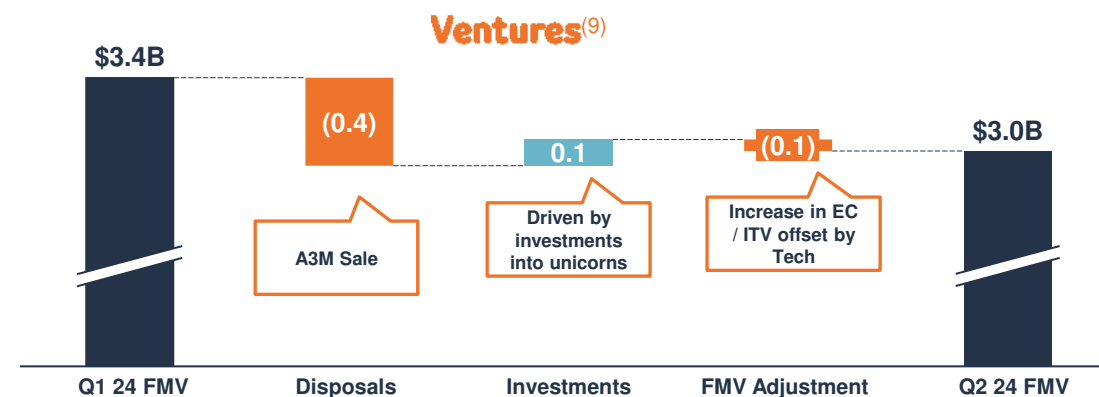 Ventures(9)
$3.4B
(0.4)
0.1
(0.1)
$3.0B
A3M Sale
Driven by
investments
into unicorns
Increase in EC
/ ITV offset by
Tech
Q1 24 FMV
Disposals
Investments
FMV Adjustment
Q2 24 FMV